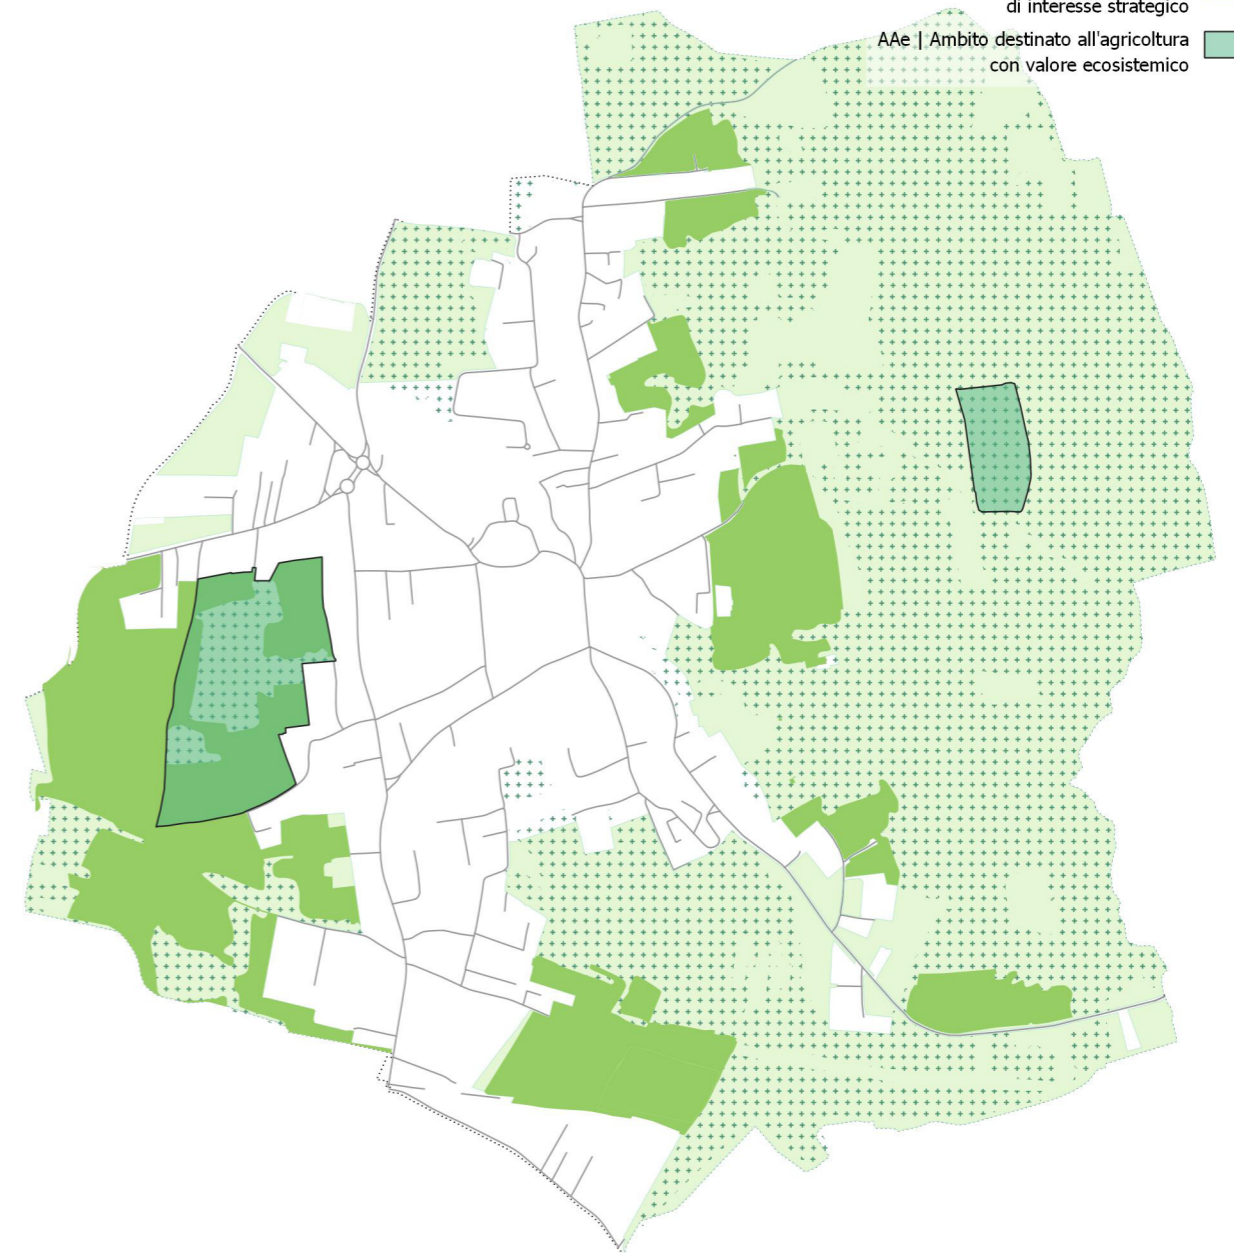 di interesse strategico
AAe | Ambito destinato all'agricoltura
con valore ecosistemico